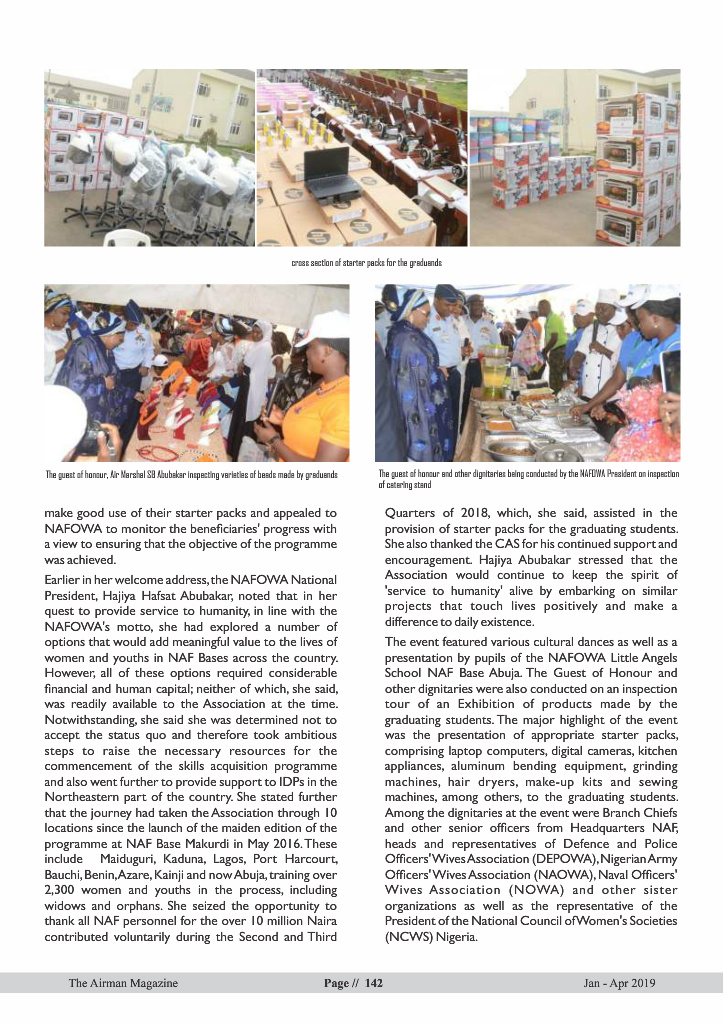 cross section of starter packs for the graduands
The guest of honour, Air Marshal SB Abubakar inspecting varieties of beads made by graduands
The guest of honour and other dignitaries being conducted by the NAFOWA President on inspection
of catering stand
make good use of their starter packs and appealed to
NAFOWA to monitor the beneficiaries' progress with
a view to ensuring that the objective of the programme
was achieved.
Earlier in her welcome address, the NAFOWA National
President, Hajiya Hafsat Abubakar, noted that in her
quest to provide service to humanity, in line with the
NAFOWA's motto, she had explored a number of
options that would add meaningful value to the lives of
women and youths in NAF Bases across the country.
However, all of these options required considerable
financial and human capital; neither of which, she said,
was readily available to the Association at the time.
Notwithstanding, she said she was determined not to
accept the status quo and therefore took ambitious
steps to raise the necessary resources for the
commencement of the skills acquisition programme
and also went further to provide support to IDPs in the
Northeastern part of the country. She stated further
that the journey had taken the Association through 10
locations since the launch of the maiden edition of the
programme at NAF Base Makurdi in May 2016. These
include Maiduguri, Kaduna, Lagos, Port Harcourt,
Bauchi, Benin, Azare, Kainji and now Abuja, training over
2,300 women and youths in the process, including
widows and orphans. She seized the opportunity to
thank all NAF personnel for the over 10 million Naira
contributed voluntarily during the Second and Third
Quarters of 2018, which, she said, assisted in the
provision of starter packs for the graduating students.
She also thanked the CAS for his continued support and
encouragement. Hajiya Abubakar stressed that the
Association would continue to keep the spirit of
'service to humanity' alive by embarking on similar
projects that touch lives positively and make a
difference to daily existence.
The event featured various cultural dances as well as a
presentation by pupils of the NAFOWA Little Angels
School NAF Base Abuja. The Guest of Honour and
other dignitaries were also conducted on an inspection
tour of an Exhibition of products made by the
graduating students. The major highlight of the event
was the presentation of appropriate starter packs,
comprising laptop computers, digital cameras, kitchen
appliances, aluminum bending equipment, grinding
machines, hair dryers, make-up kits and sewing
machines, among others, to the graduating students.
Among the dignitaries at the event were Branch Chiefs
and other senior officers from Headquarters NAF,
heads and representatives of Defence and Police
Officers' Wives Association (DEPOWA), Nigerian Army
Officers' Wives Association (NAOWA), Naval Officers'
Wives Association (NOWA) and other sister
organizations as well as the representative of the
President of the National Council of Women's Societies
(NCWS) Nigeria.
The Airman Magazine
Page // 142
Jan - Apr 2019